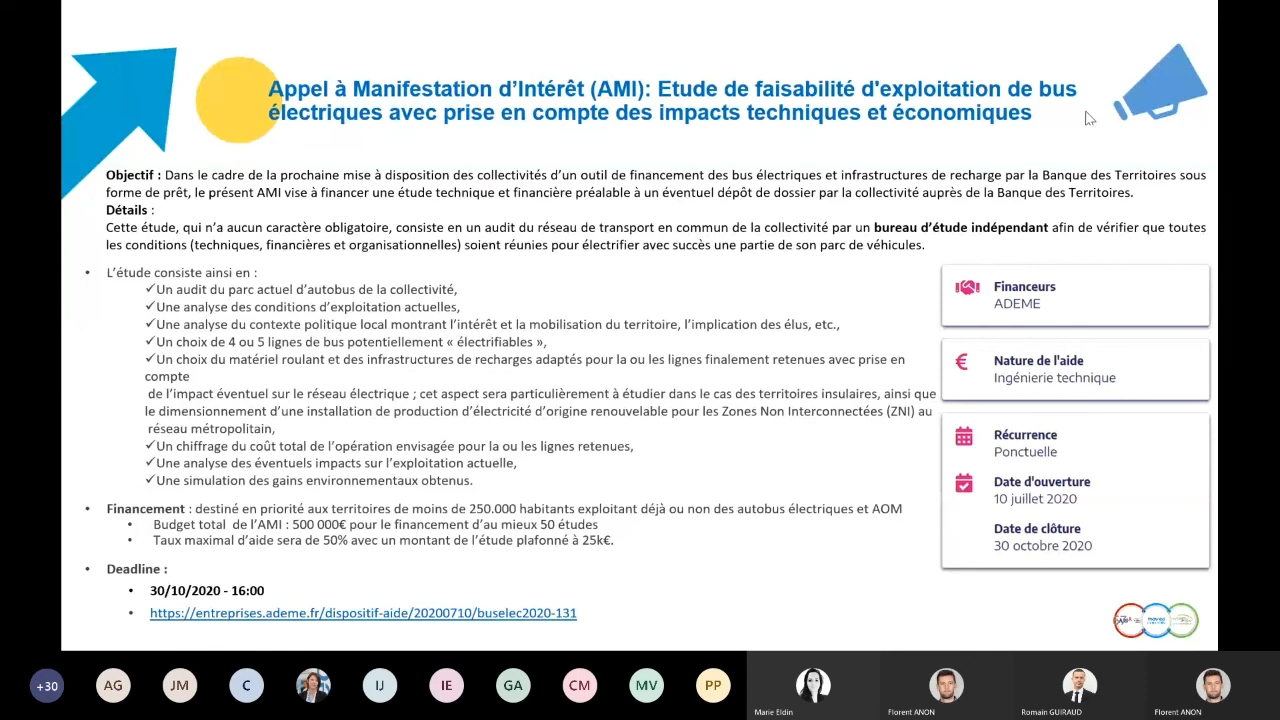 Appel à Manifestation d’Intérêt (AMI): Etude de faisabilité d'exploitation de bus
électriques avec prise en compte des impacts techniques et économiques
Objectif : Dans le cadre de la prochaine mise à disposition des collectivités d’un outil de financement des bus électriques et infrastructures de recharge par la Banque des Territoires sous
forme de prêt, le présent AMI vise à financer une étude technique et financière préalable à un éventuel dépôt de dossier par la collectivité auprès de la Banque des Territoires.
Détails :
Cette étude, qui n’a aucun caractère obligatoire, consiste en un audit du réseau de transport en commun de la collectivité par un bureau d’étude indépendant afin de vérifier que toutes
les conditions (techniques, financières et organisationnelles) soient réunies pour électrifier avec succès une partie de son parc de véhicules.
• L’étude consiste ainsi en :
✓Un audit du parc actuel d’autobus de la collectivité,
✓Une analyse des conditions d’exploitation actuelles,
✓Une analyse du contexte politique local montrant l’intérêt et la mobilisation du territoire, l’implication des élus, etc.,
✓Un choix de 4 ou 5 lignes de bus potentiellement « électrifiables »,
✓Un choix du matériel roulant et des infrastructures de recharges adaptés pour la ou les lignes finalement retenues avec prise en
compte
de l’impact éventuel sur le réseau électrique ; cet aspect sera particulièrement à étudier dans le cas des territoires insulaires, ainsi que
le dimensionnement d’une installation de production d’électricité d’origine renouvelable pour les Zones Non Interconnectées (ZNI) au
réseau métropolitain,
✓Un chiffrage du coût total de l’opération envisagée pour la ou les lignes retenues,
✓Une analyse des éventuels impacts sur l’exploitation actuelle,
✓Une simulation des gains environnementaux obtenus.
• Financement : destiné en priorité aux territoires de moins de 250.000 habitants exploitant déjà ou non des autobus électriques et AOM
• Budget total de l’AMI : 500 000€ pour le financement d’au mieux 50 études
• Taux maximal d’aide sera de 50% avec un montant de l’étude plafonné à 25k€.
• Deadline :
• 30/10/2020 - 16:00
• https://entreprises.ademe.fr/dispositif-aide/20200710/buselec2020-131
Financeurs
ADEME
Nature de l'aide
Ingénierie technique
Récurrence
Ponctuelle
Date d'ouverture
10 juillet 2020
Date de clôture
30 octobre 2020
+30
AG
JM
C
IJ
IE
GA
CM
MV
PP
Marie Eldin
Florent ANON
Romain GUIRAUD
Florent ANON